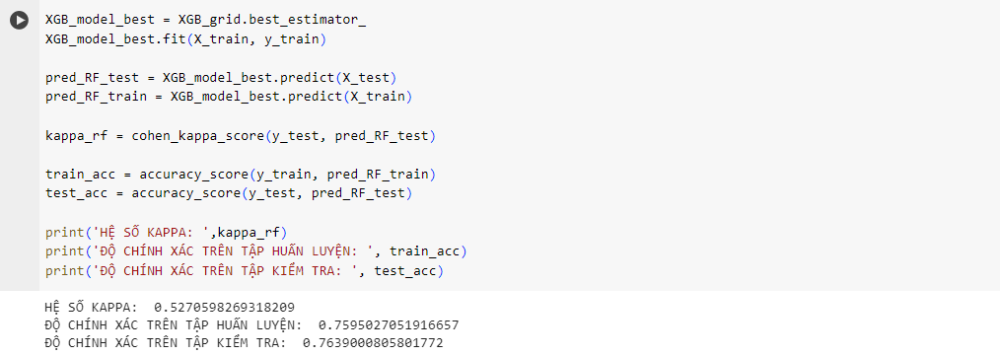 XGB_model_best = XGB_grid.best_estimator_
XGB_model_best.fit(X_train, y_train)
pred_RF_test = XGB_model_best.predict(X_test)
pred_RF_train = XGB_model_best.predict(X_train)
kappa_rf = cohen_kappa_score(y_test, pred_RF_test)
train_acc = accuracy_score(y_train, pred_RF_train)
test_acc = accuracy_score(y_test, pred_RF_test)
print('HỆ SỐ KAPPA: ',kappa_rf)
print('ĐỘ CHÍNH XÁC TRÊN TẬP HUẤN LUYỆN: ', train_acc)
print('ĐỘ CHÍNH XÁC TRÊN TẬP KIỂM TRA: ', test_acc)
HỆ SỐ KAPPA:  0.5270598269318209
ĐỘ CHÍNH XÁC TRÊN TẬP HUẤN LUYỆN:  0.7595027051916657
ĐỘ CHÍNH XÁC TRÊN TẬP KIỂM TRA:  0.7639000805801772